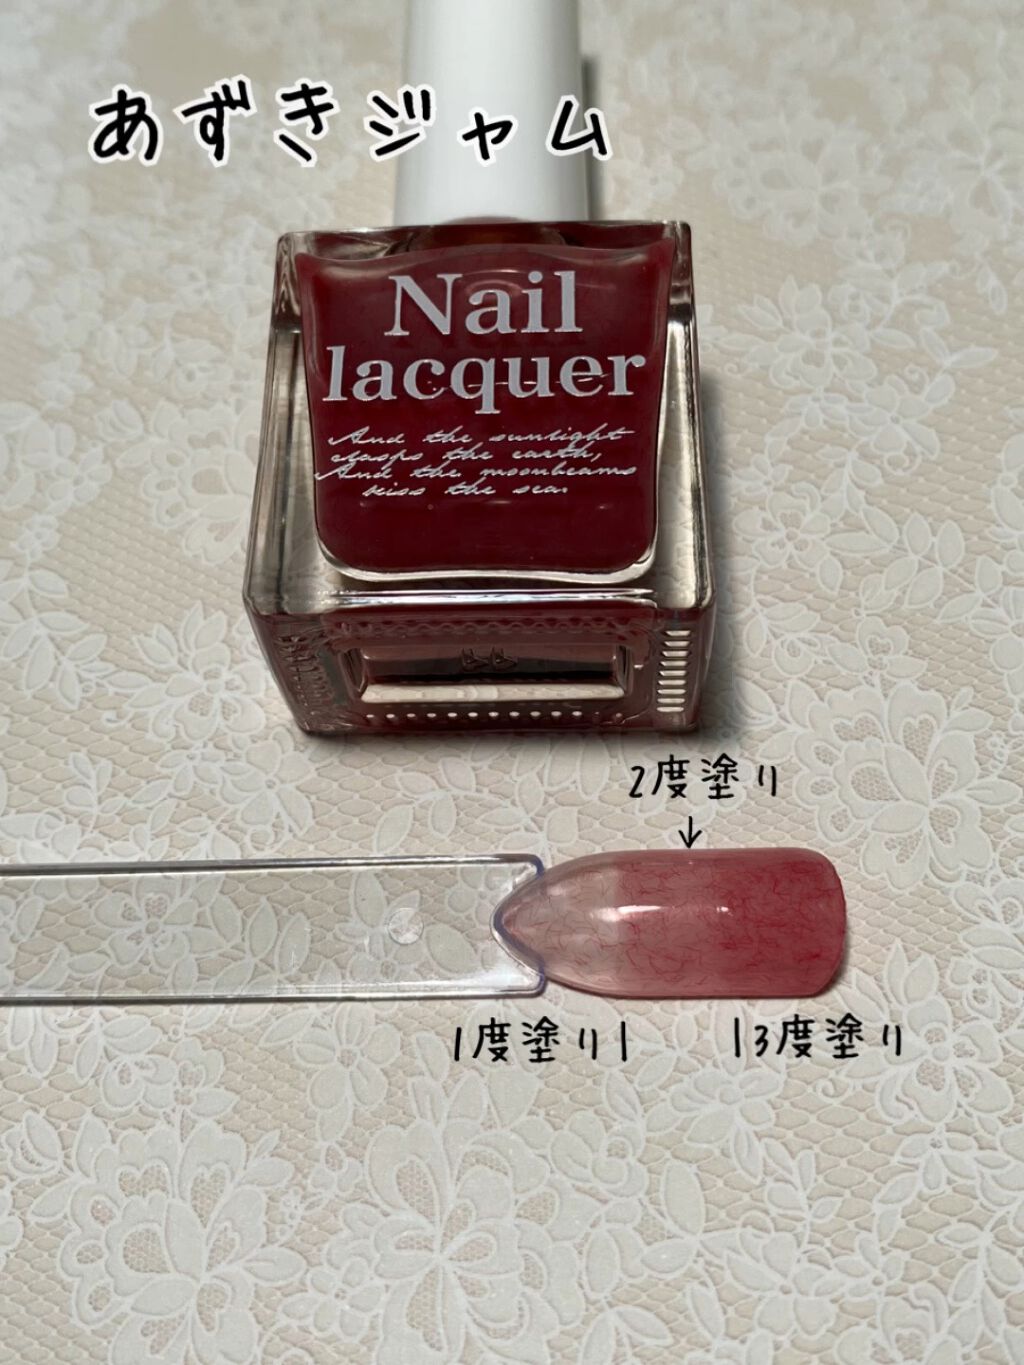 あずきジャム
Nail
lacquer
And the sunlight
clasps the earth,
And the moonbeams
kiss the sea.
2度塗り
↓
1度塗り| |3度塗り